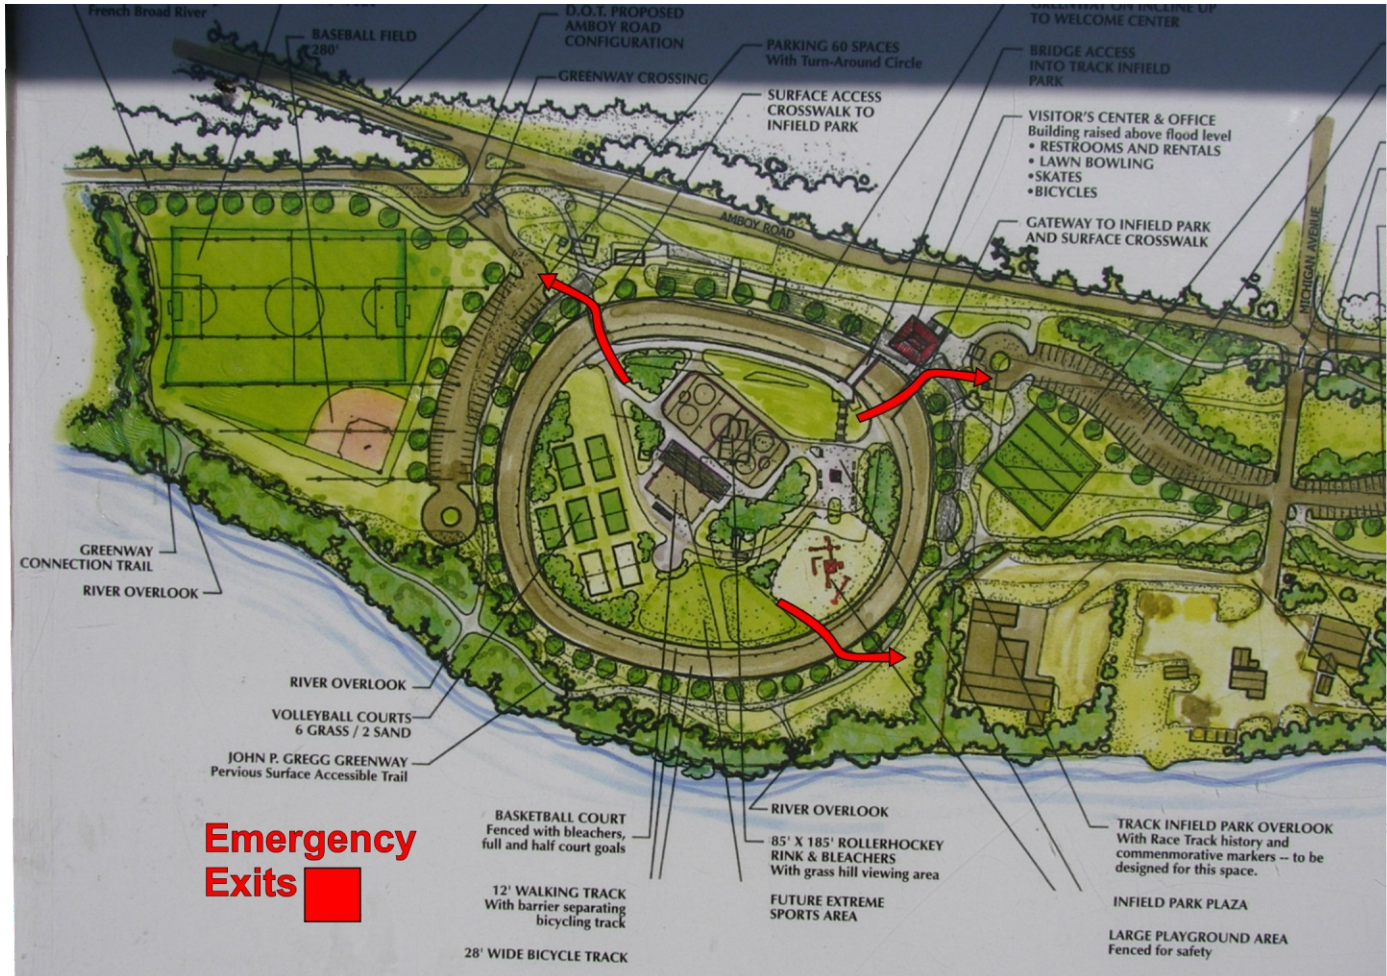 French Broad River
BASEBALL FIELD
280'
D.O.T. PROPOSED
AMBOY ROAD
CONFIGURATION
GREENWAY CROSSING
PARKING 60 SPACES
With Turn-Around Circle
SURFACE ACCESS
CROSSWALK TO
INFIELD PARK
GREENWAY ON INCLINE UP
TO WELCOME CENTER
BRIDGE ACCESS
INTO TRACK INFIELD
PARK
VISITOR'S CENTER & OFFICE
Building raised above flood level
• RESTROOMS AND RENTALS
• LAWN BOWLING
•SKATES
•BICYCLES
GATEWAY TO INFIELD PARK
AND SURFACE CROSSWALK
AMBOY ROAD
MICHIGAN AVENUE
GREENWAY
CONNECTION TRAIL
RIVER OVERLOOK
RIVER OVERLOOK
VOLLEYBALL COURTS
6 GRASS / 2 SAND
JOHN P. GREGG GREENWAY
Pervious Surface Accessible Trail
Emergency
Exits
BASKETBALL COURT
Fenced with bleachers,
full and half court goals
12' WALKING TRACK
With barrier separating
bicycling track
28' WIDE BICYCLE TRACK
RIVER OVERLOOK
85' X 185' ROLLERHOCKEY
RINK & BLEACHERS
With grass hill viewing area
FUTURE EXTREME
SPORTS AREA
TRACK INFIELD PARK OVERLOOK
With Race Track history and
commenmorative markers -- to be
designed for this space.
INFIELD PARK PLAZA
LARGE PLAYGROUND AREA
Fenced for safety